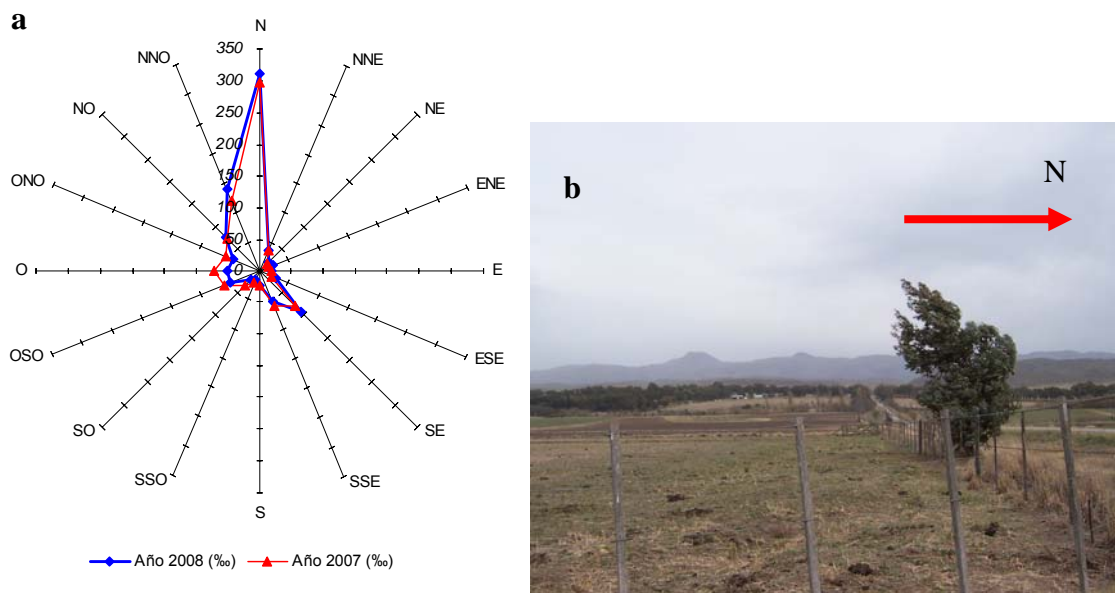 a
N
NNO
NNE
NO
NE
ONO
ENE
O
E
OSO
ESE
SO
SE
SSO
SSE
S
350
300
250
200
150
100
50
0
Año 2008 (‰)
Año 2007 (‰)
b
N